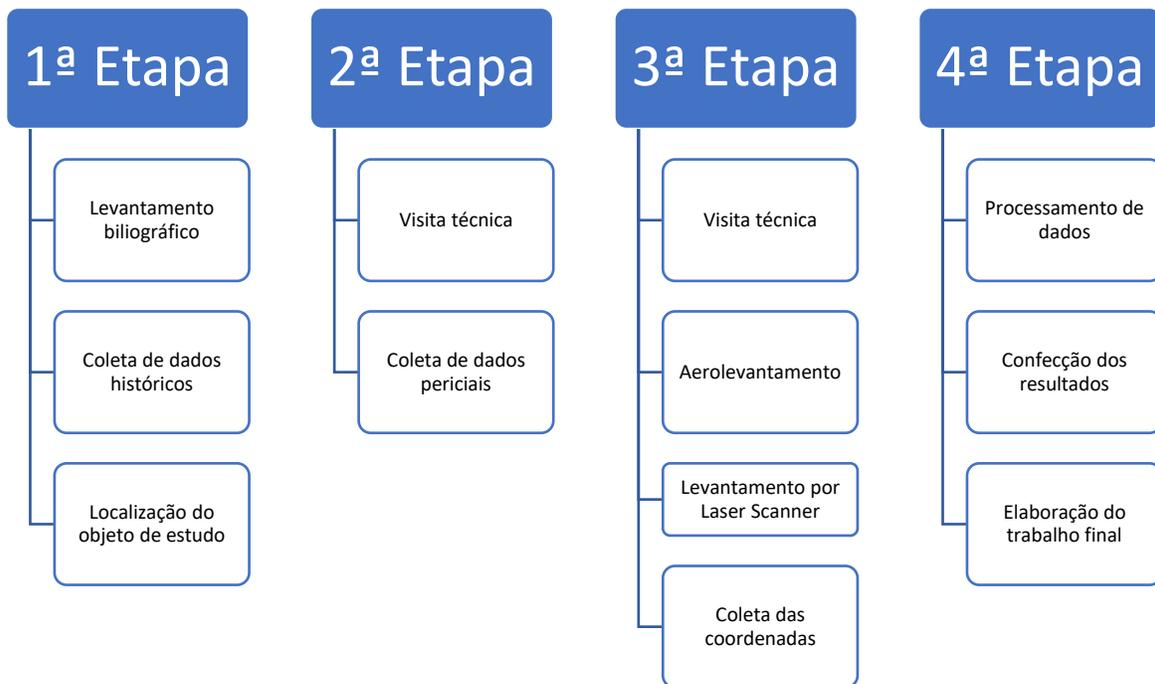 1ª Etapa
Levantamento
biliográfico
Coleta de dados
históricos
Localização do
objeto de estudo
2ª Etapa
Visita técnica
Coleta de dados
periciais
3ª Etapa
Visita técnica
Aerolevantamento
Levantamento por
Laser Scanner
Coleta das
coordenadas
4ª Etapa
Processamento de
dados
Confecção dos
resultados
Elaboração do
trabalho final